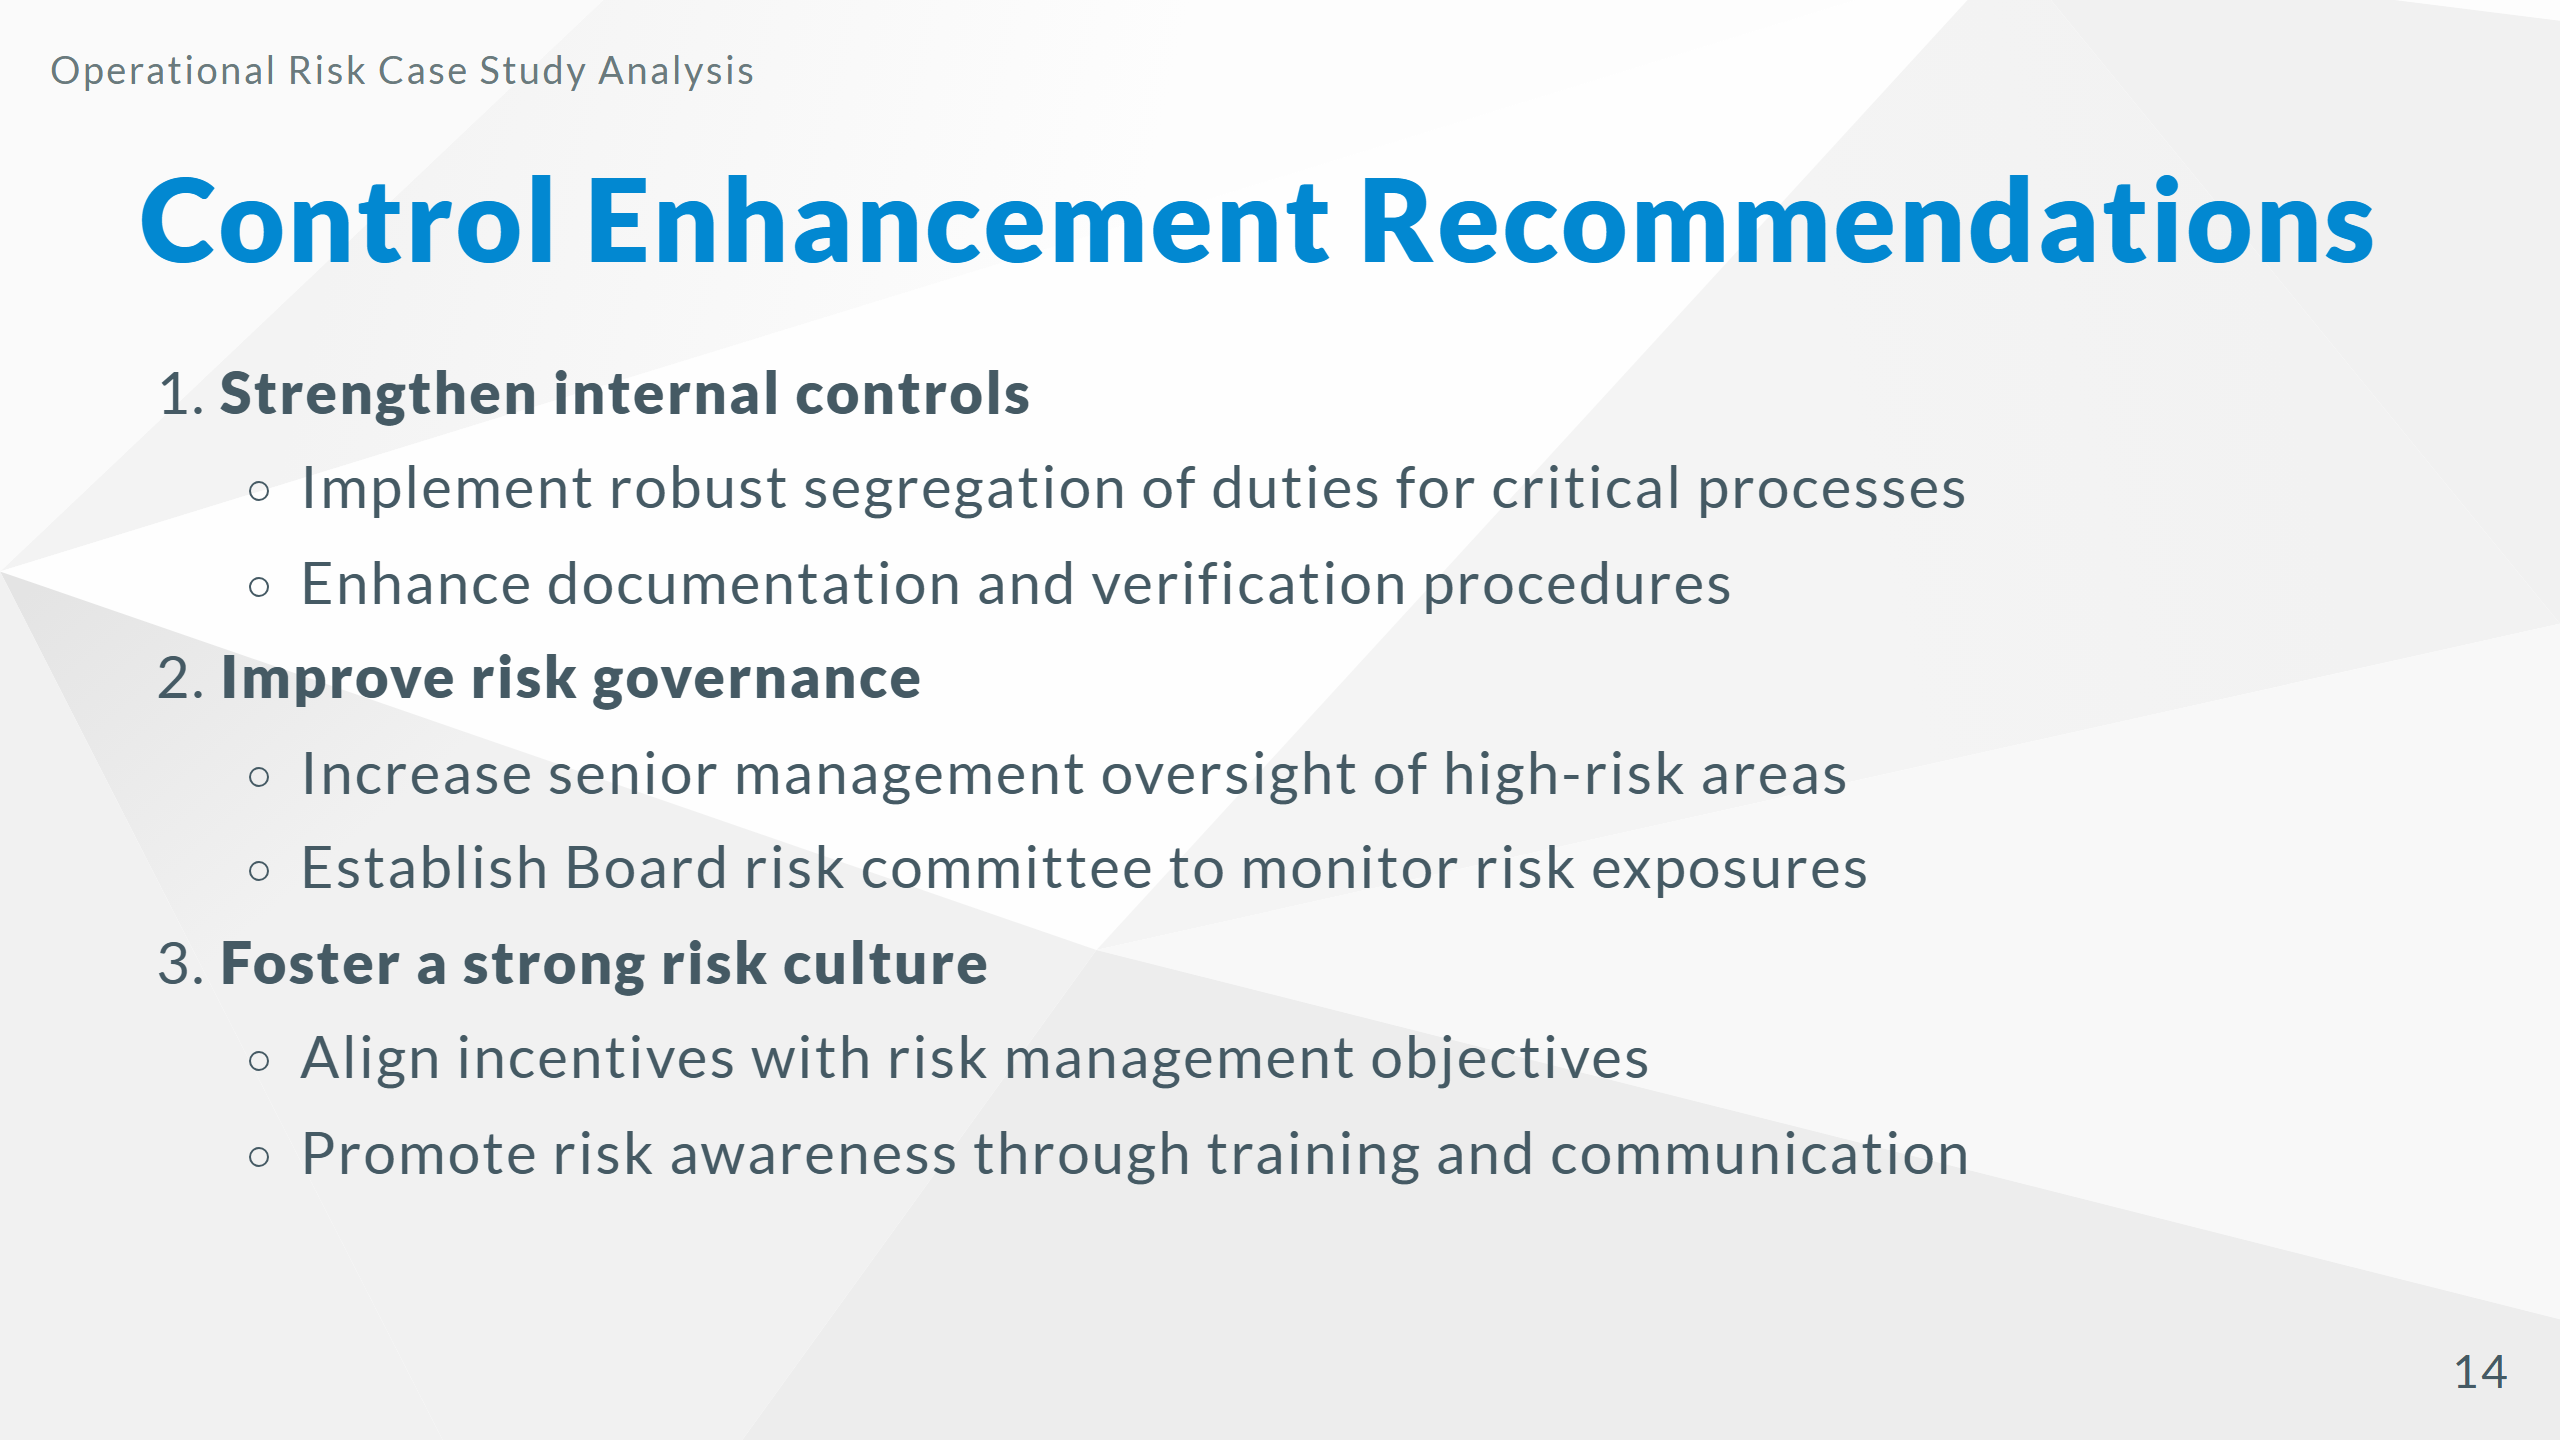 Operational Risk Case Study Analysis
Control Enhancement Recommendations
1. Strengthen internal controls
○ Implement robust segregation of duties for critical processes
○ Enhance documentation and verification procedures
2. Improve risk governance
○ Increase senior management oversight of high-risk areas
○ Establish Board risk committee to monitor risk exposures
3. Foster a strong risk culture
○ Align incentives with risk management objectives
○ Promote risk awareness through training and communication
14